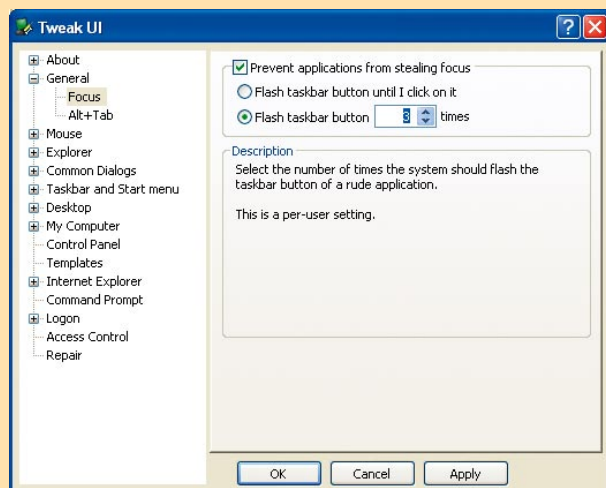 Tweak UI
About
General
Focus
Alt+Tab
Mouse
Explorer
Common Dialogs
Taskbar and Start menu
Desktop
My Computer
Control Panel
Templates
Internet Explorer
Command Prompt
Logon
Access Control
Repair
Prevent applications from stealing focus
Flash taskbar button until I click on it
Flash taskbar button 3 times
Description
Select the number of times the system should flash the
taskbar button of a rude application.
This is a per-user setting.
OK Cancel Apply